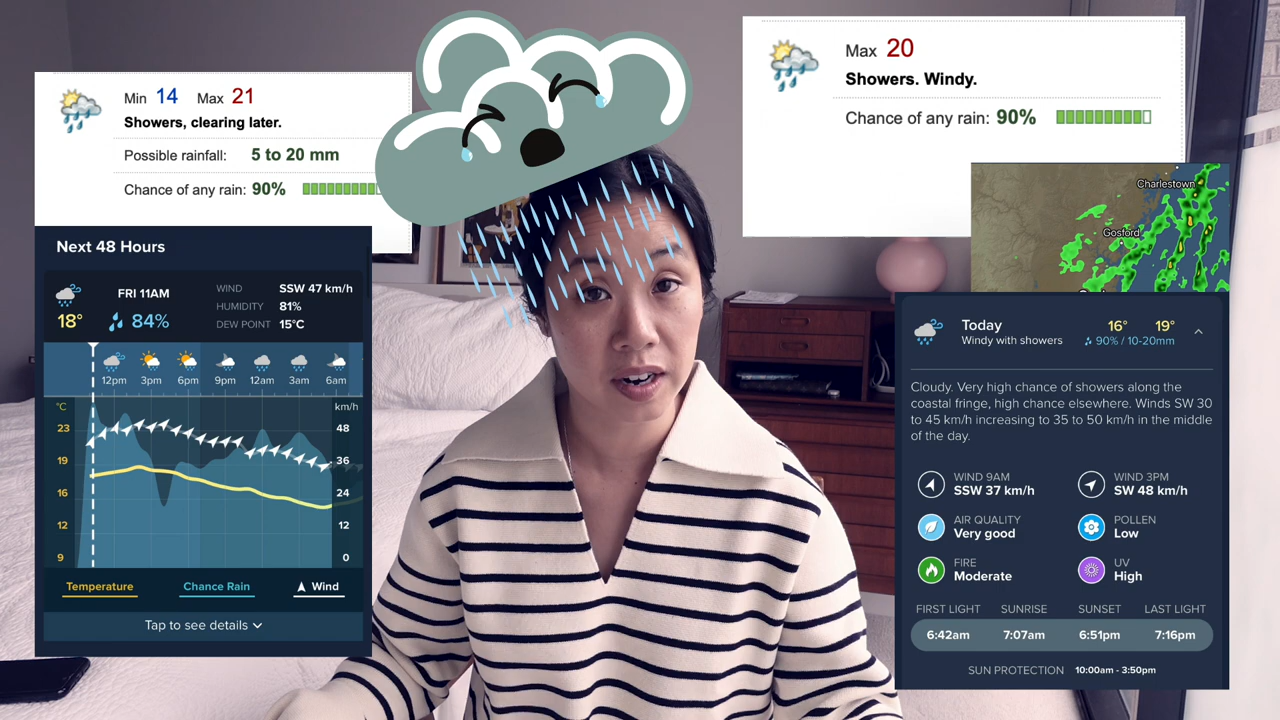 Min 14 Max 21
Showers, clearing later.
Possible rainfall: 5 to 20 mm
Chance of any rain: 90%
Max 20
Showers. Windy.
Chance of any rain: 90%
Charlestown
Gosford
Next 48 Hours
FRI 11AM
18° 84%
WIND SSW 47 km/h
HUMIDITY 81%
DEW POINT 15°C
12pm 3pm 6pm 9pm 12am 3am 6am
°C km/h
23 48
19 36
16 24
12 12
9 0
Temperature Chance Rain Wind
Tap to see details
Today 16° 19°
Windy with showers 90% / 10-20mm
Cloudy. Very high chance of showers along the
coastal fringe, high chance elsewhere. Winds SW 30
to 45 km/h increasing to 35 to 50 km/h in the middle
of the day.
WIND 9AM WIND 3PM
SSW 37 km/h SW 48 km/h
AIR QUALITY POLLEN
Very good Low
FIRE UV
Moderate High
FIRST LIGHT SUNRISE SUNSET LAST LIGHT
6:42am 7:07am 6:51pm 7:16pm
SUN PROTECTION 10:00am - 3:50pm